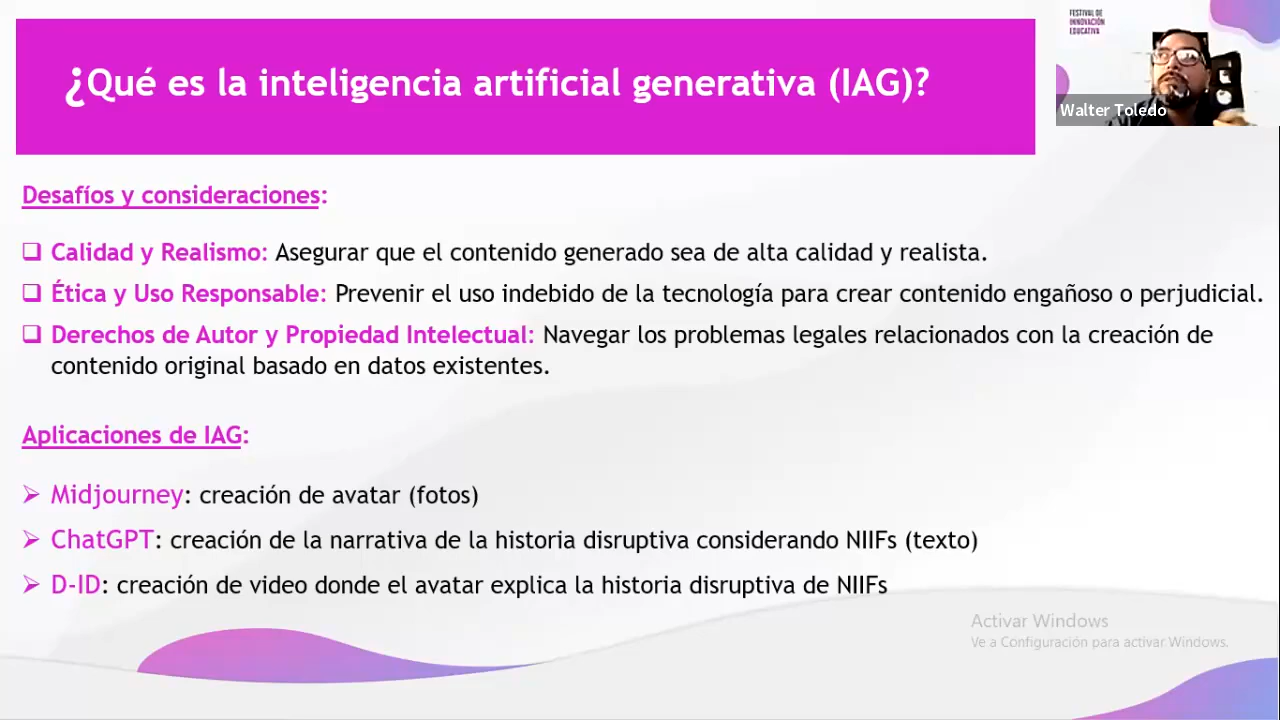 ¿Qué es la inteligencia artificial generativa (IAG)?
FESTIVAL DE
INNOVACIÓN
EDUCATIVA
Walter Toledo
Desafíos y consideraciones:
Calidad y Realismo: Asegurar que el contenido generado sea de alta calidad y realista.
Ética y Uso Responsable: Prevenir el uso indebido de la tecnología para crear contenido engañoso o perjudicial.
Derechos de Autor y Propiedad Intelectual: Navegar los problemas legales relacionados con la creación de
contenido original basado en datos existentes.
Aplicaciones de IAG:
Midjourney: creación de avatar (fotos)
ChatGPT: creación de la narrativa de la historia disruptiva considerando NIIFs (texto)
D-ID: creación de video donde el avatar explica la historia disruptiva de NIIFs
Activar Windows
Ve a Configuración para activar Windows.